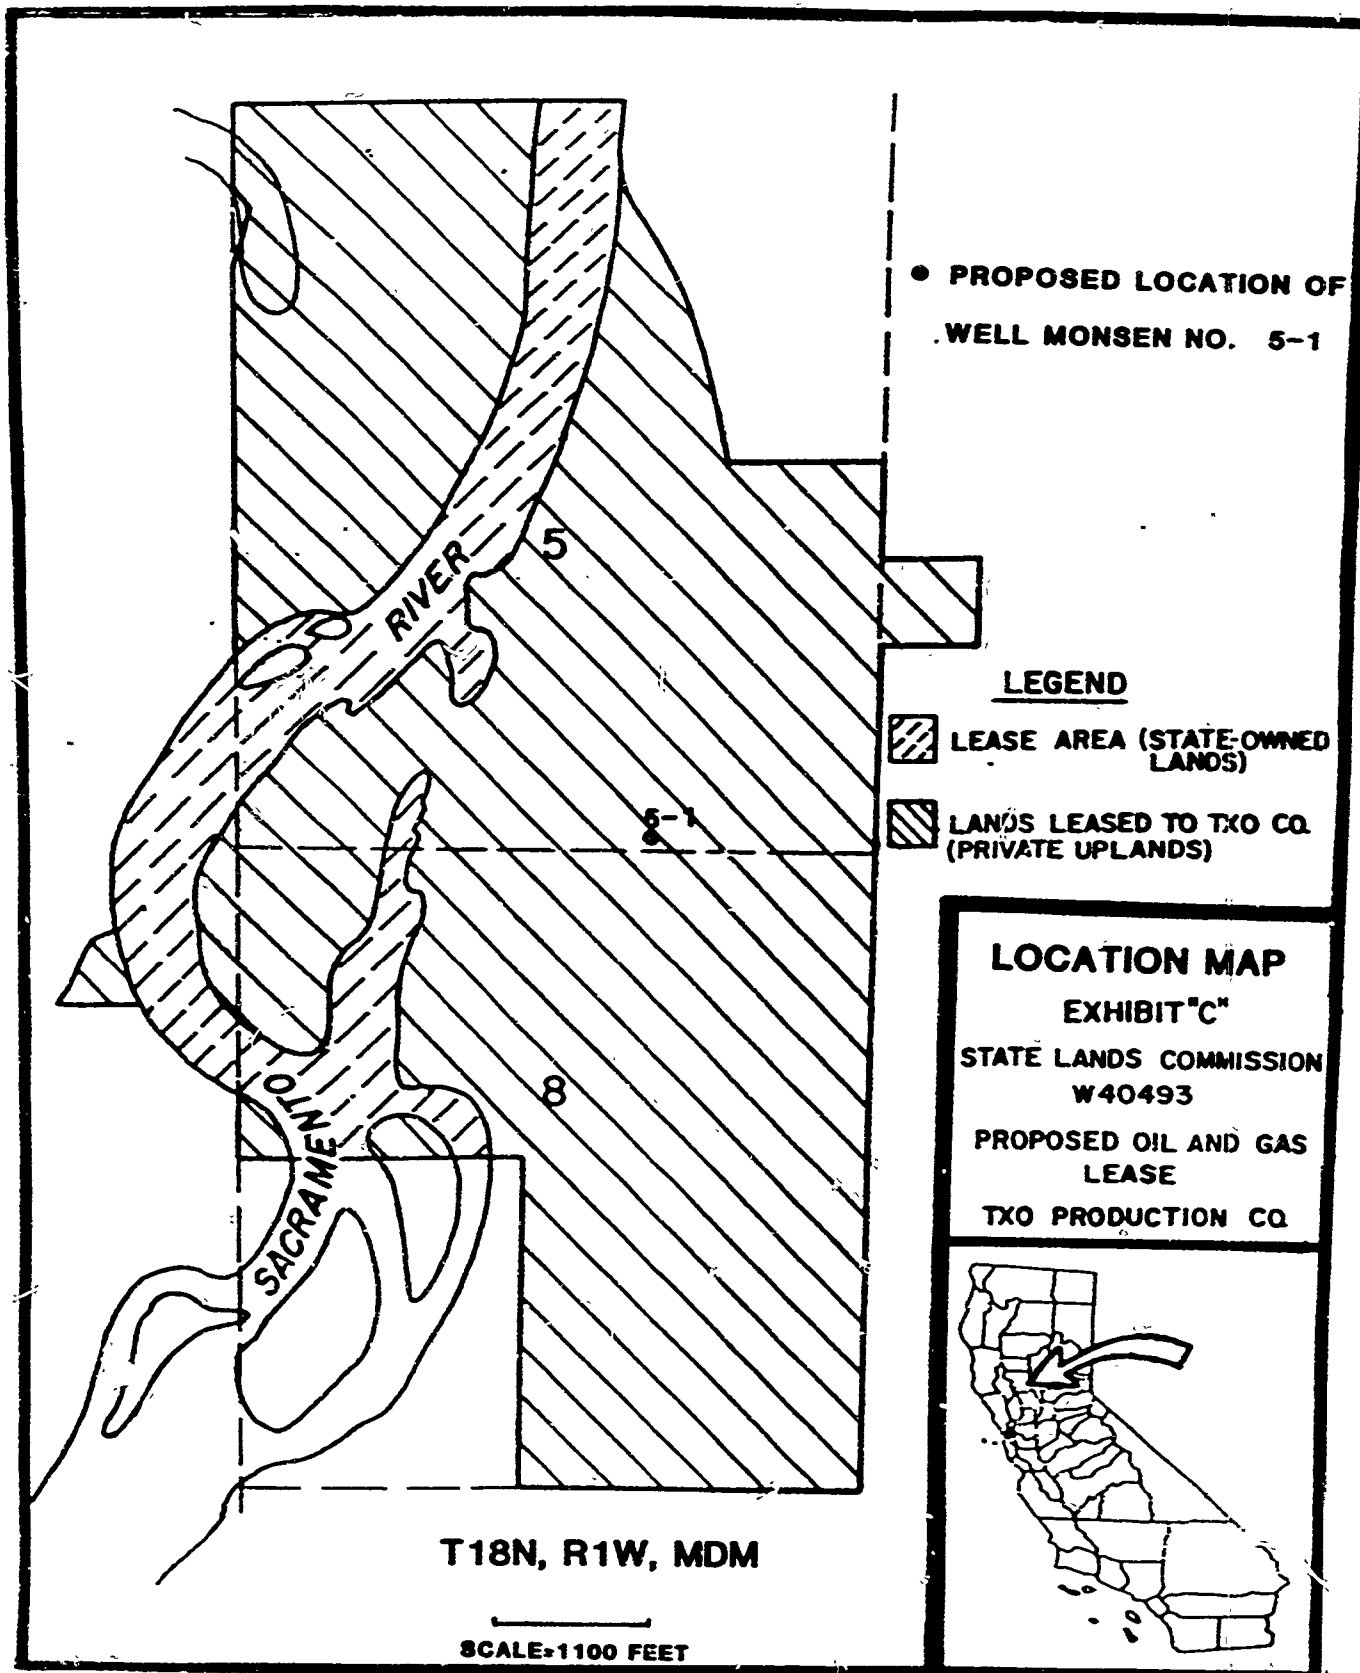 ● PROPOSED LOCATION OF
WELL MONSEN NO. 5-1
5
RIVER
LEGEND
LEASE AREA (STATE-OWNED
LANDS)
5-1
LANDS LEASED TO TXO CO.
(PRIVATE UPLANDS)
LOCATION MAP
EXHIBIT "C"
STATE LANDS COMMISSION
W40493
PROPOSED OIL AND GAS
LEASE
TXO PRODUCTION CO.
8
SACRAMENTO
T18N, R1W, MDM
SCALE=1100 FEET